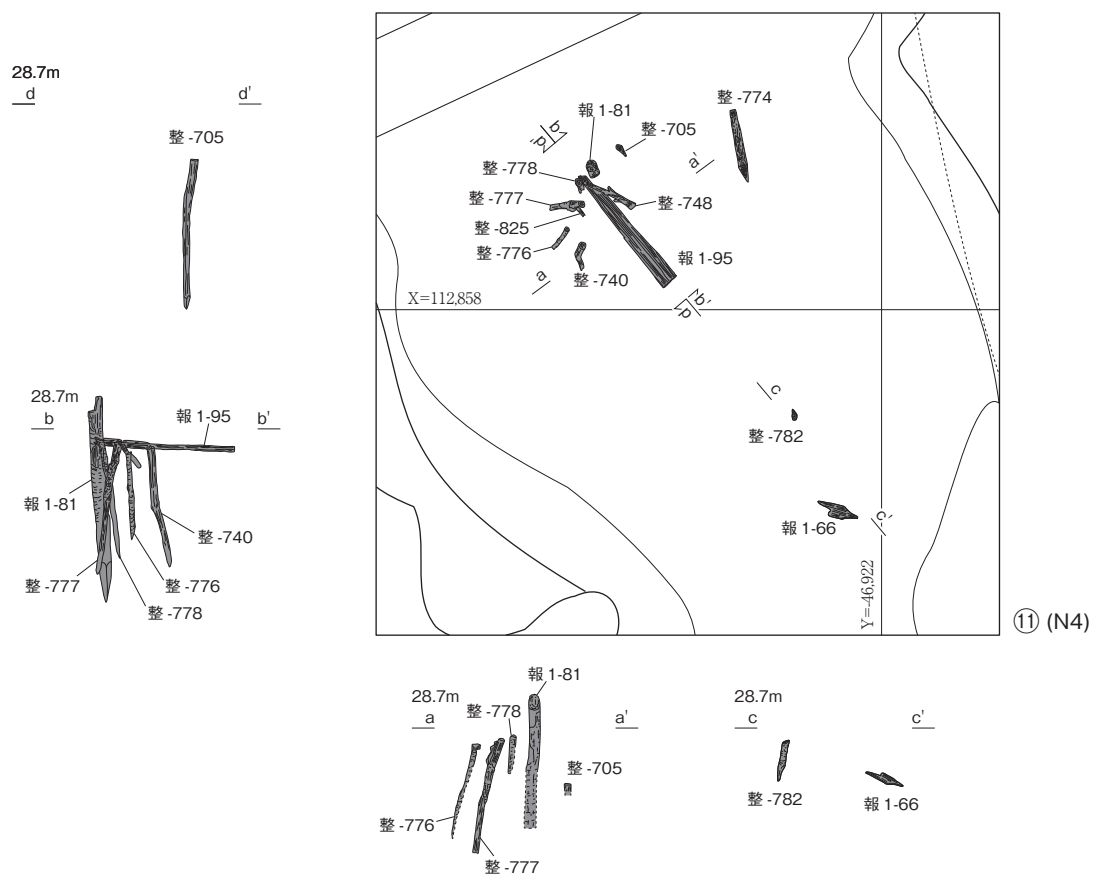 28.7m
d d'
整 -705
28.7m
b b'
報 1-95
報 1-81
整 -740
整 -777
整 -776
整 -778
報 1-81
整 -774
整 -705
b
d'
a'
整 -778
整 -777
整 -748
整 -825
整 -776
a
整 -740
報 1-95
b'
d
X=112,858
c
整 -782
報 1-66
c'
Y=-46,922
⑪ (N4)
報 1-81
28.7m
a a'
整 -778
整 -705
整 -776
整 -777
28.7m
c c'
整 -782
報 1-66